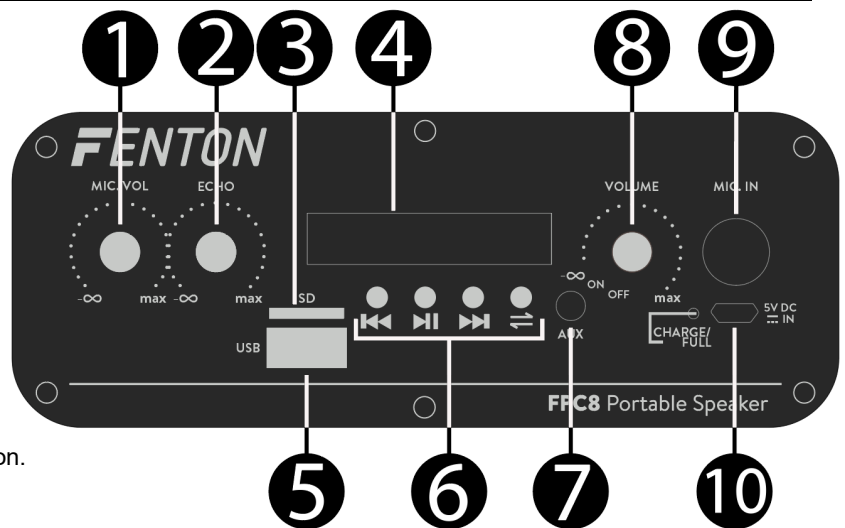 1 2 3 4 8 9
FENTON
MIC. VOL ECHO VOLUME MIC. IN
-∞ max -∞ max -∞ ON OFF max
SD
5V DC IN
USB AUX CHARGE/
FULL
FPC8 Portable Speaker
on.
5 6 7 10